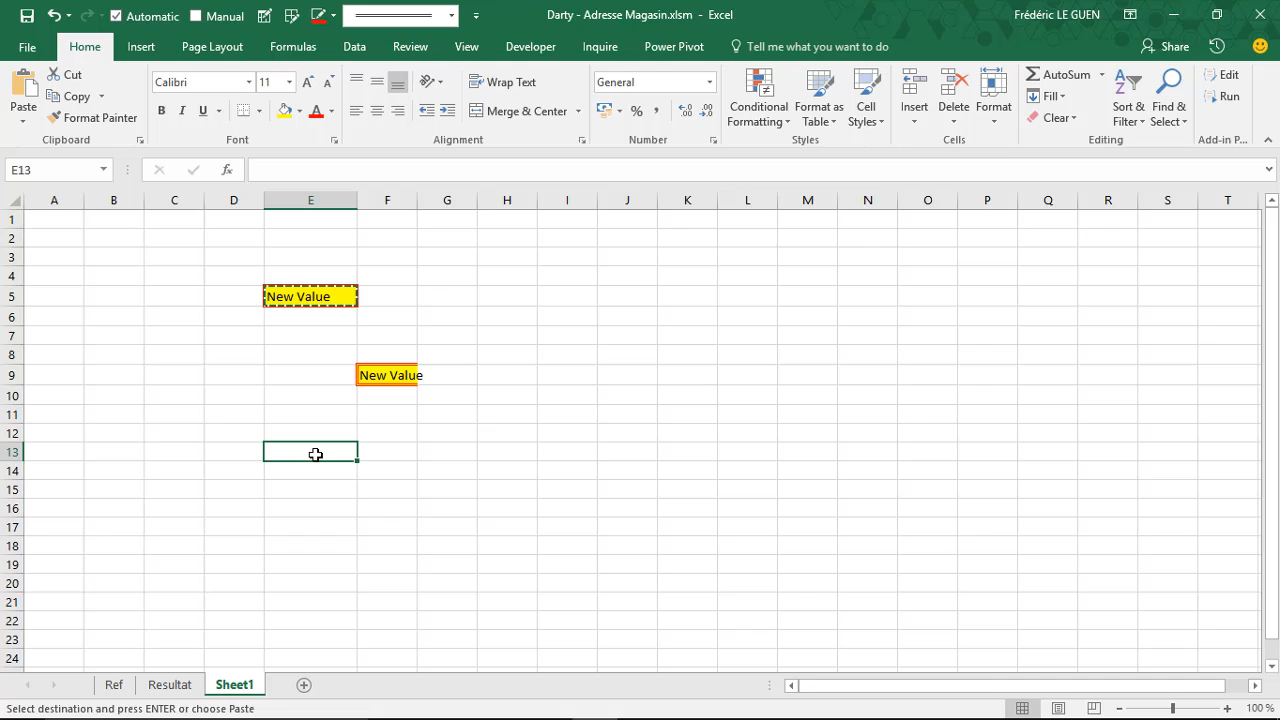 Automatic Manual Darty - Adresse Magasin.xlsm - Excel Frédéric LE GUEN
File Home Insert Page Layout Formulas Data Review View Developer Inquire Power Pivot Tell me what you want to do Share
Paste Cut Copy Format Painter
Clipboard
Calibri 11
B I U A
Font
Wrap Text
Merge & Center
Alignment
General
%
Number
Conditional Formatting Format as Table Cell Styles
Styles
Insert Delete Format
Cells
AutoSum
Fill
Clear
Sort & Filter Find & Select
Editing
Edit
Run
Add-in P...
E13 fx
A B C D E F G H I J K L M N O P Q R S T
1
2
3
4
5 New Value
6
7
8
9 New Value
10
11
12
13
14
15
16
17
18
19
20
21
22
23
24
Ref Resultat Sheet1
Select destination and press ENTER or choose Paste 100 %